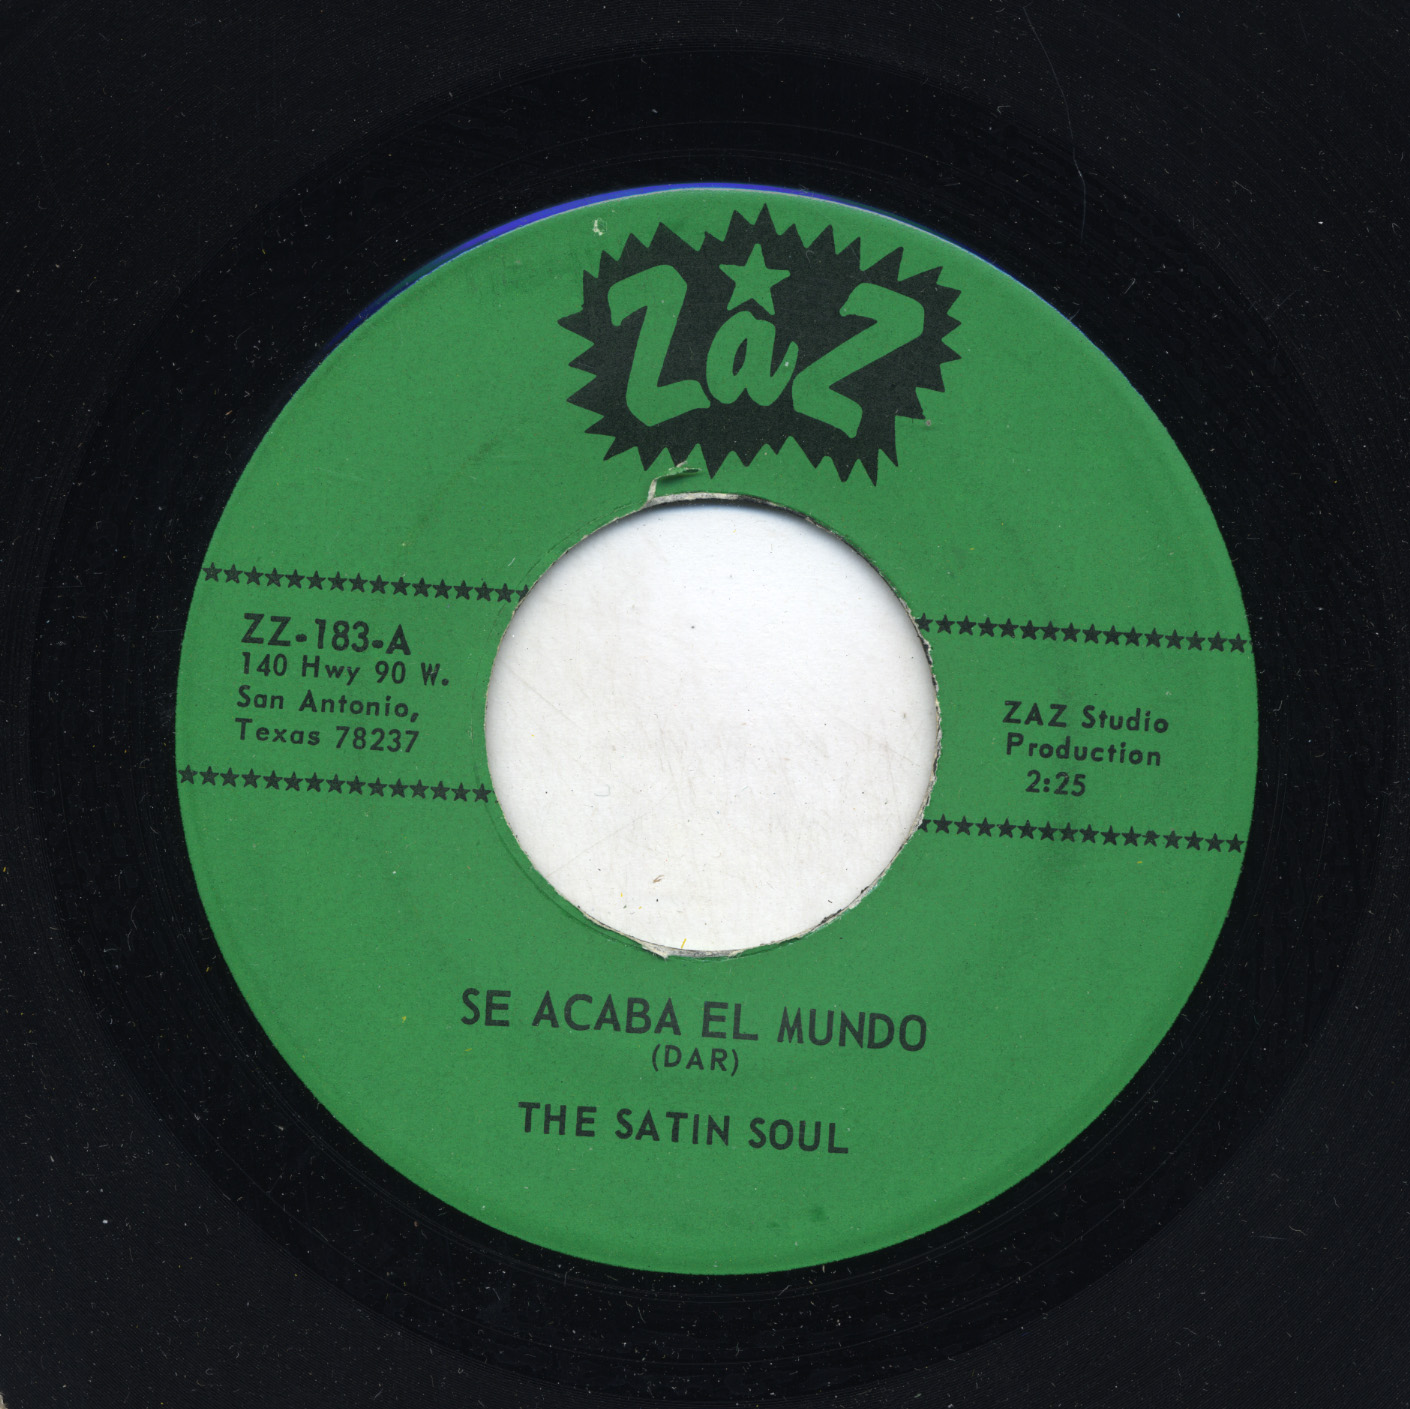 ZaZ
ZZ-183-A
140 Hwy 90 W.
San Antonio,
Texas 78237
ZAZ Studio
Production
2:25
SE ACABA EL MUNDO
(DAR)
THE SATIN SOUL